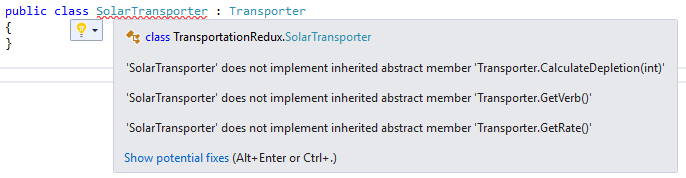 public class SolarTransporter : Transporter
{
}
class TransportationRedux.SolarTransporter
'SolarTransporter' does not implement inherited abstract member 'Transporter.CalculateDepletion(int)'
'SolarTransporter' does not implement inherited abstract member 'Transporter.GetVerb()'
'SolarTransporter' does not implement inherited abstract member 'Transporter.GetRate()'
Show potential fixes (Alt+Enter or Ctrl+.)